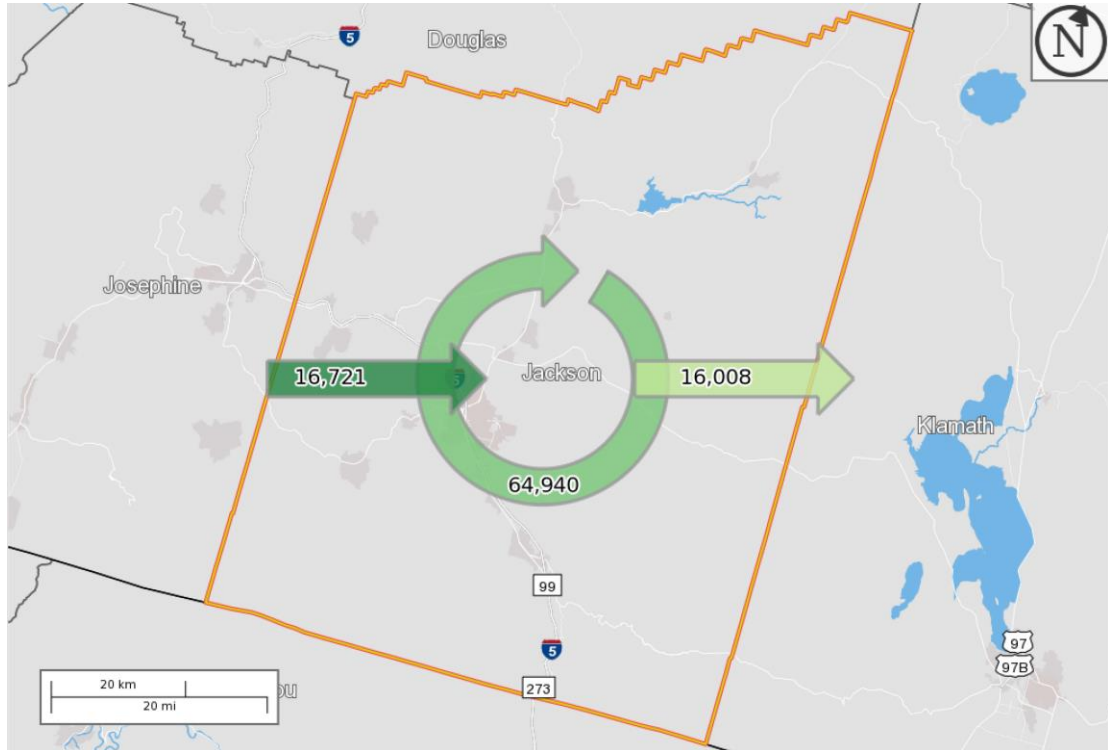 Douglas
5
N
Josephine
16,721
5
Jackson
16,008
Klamath
64,940
99
5
97
97B
273
20 km
20 mi